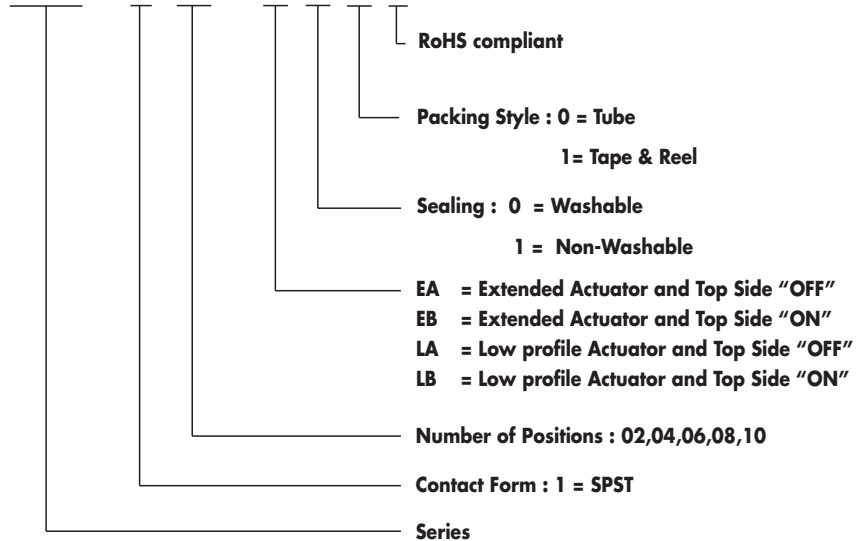 RoHS compliant
Packing Style : 0 = Tube
1= Tape & Reel
Sealing : 0 = Washable
1 = Non-Washable
EA = Extended Actuator and Top Side “OFF”
EB = Extended Actuator and Top Side “ON”
LA = Low profile Actuator and Top Side “OFF”
LB = Low profile Actuator and Top Side “ON”
Number of Positions : 02,04,06,08,10
Contact Form : 1 = SPST
Series